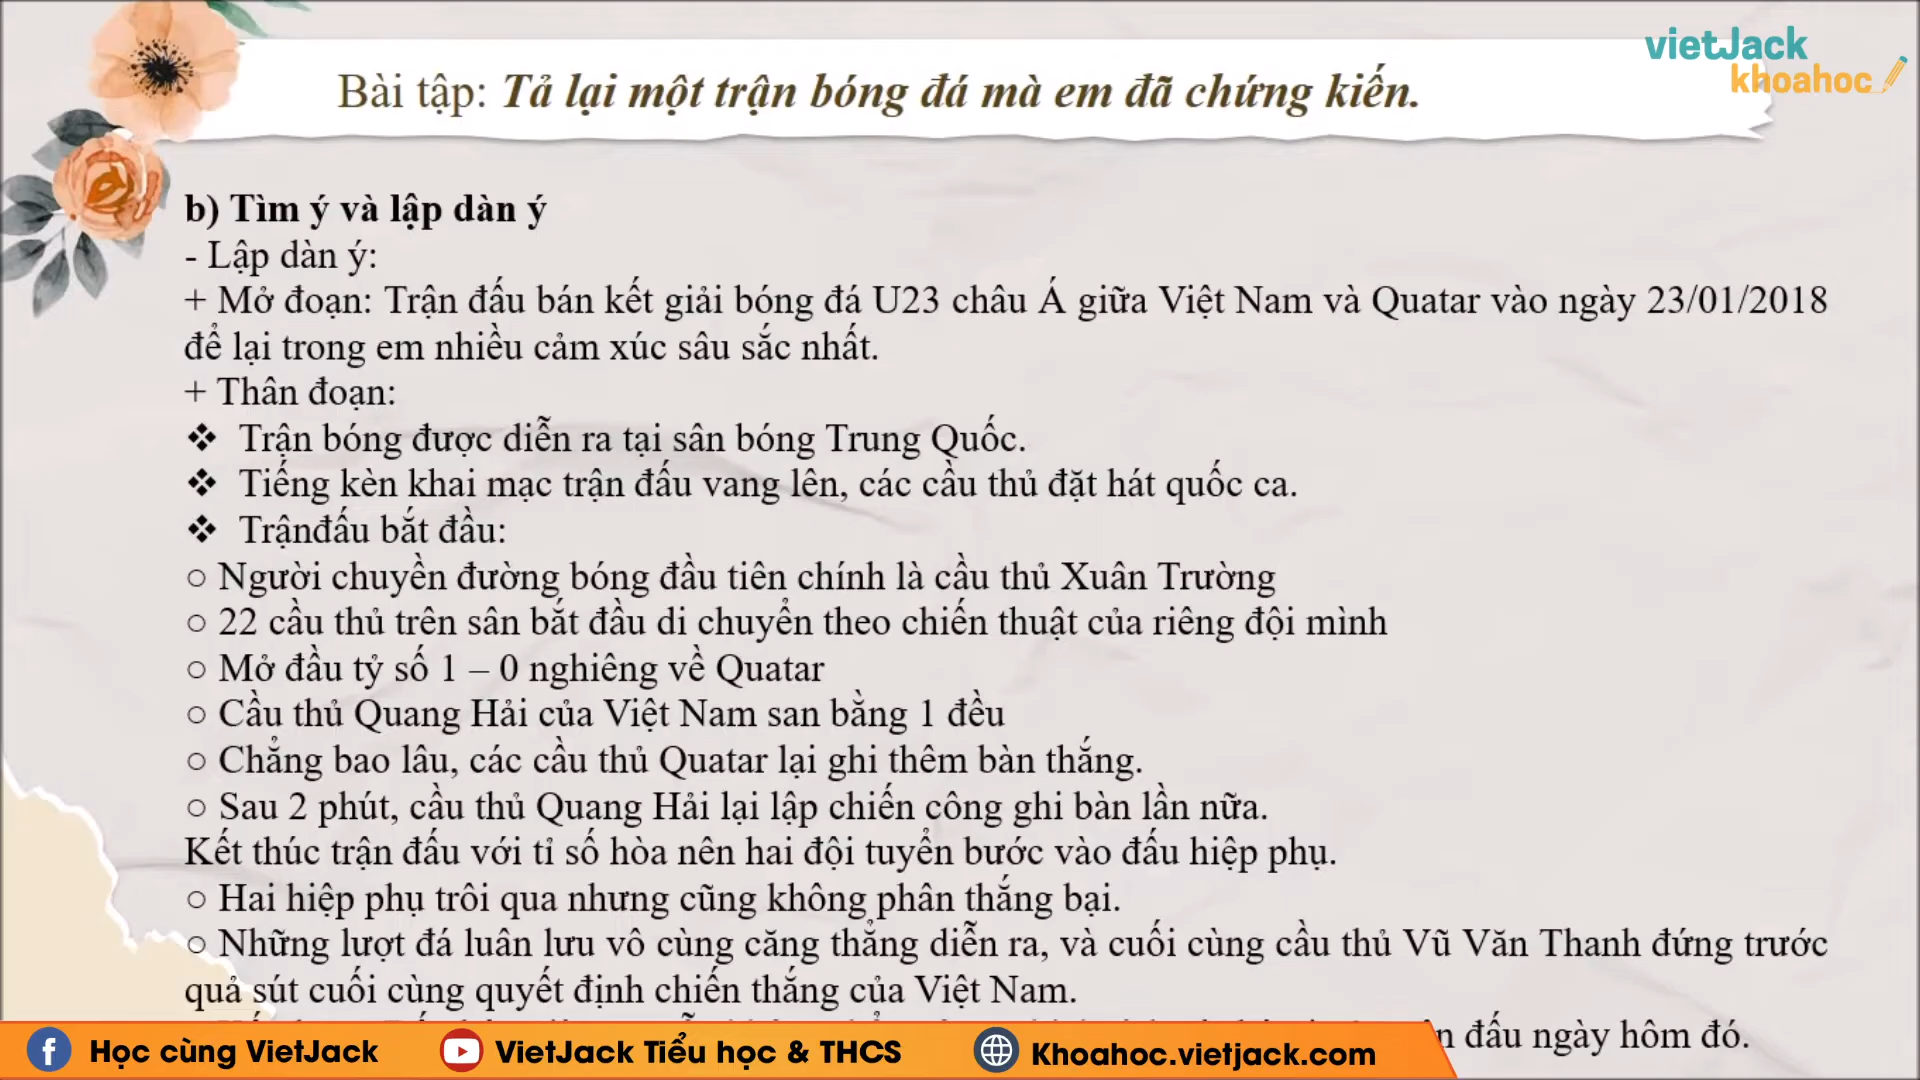 vietJack
khoahoc
Bài tập: Tả lại một trận bóng đá mà em đã chứng kiến.
b) Tìm ý và lập dàn ý
- Lập dàn ý:
+ Mở đoạn: Trận đấu bán kết giải bóng đá U23 châu Á giữa Việt Nam và Quatar vào ngày 23/01/2018
để lại trong em nhiều cảm xúc sâu sắc nhất.
+ Thân đoạn:
❖ Trận bóng được diễn ra tại sân bóng Trung Quốc.
❖ Tiếng kèn khai mạc trận đấu vang lên, các cầu thủ đặt hát quốc ca.
❖ Trậnđấu bắt đầu:
○ Người chuyền đường bóng đầu tiên chính là cầu thủ Xuân Trường
○ 22 cầu thủ trên sân bắt đầu di chuyển theo chiến thuật của riêng đội mình
○ Mở đầu tỷ số 1 – 0 nghiêng về Quatar
○ Cầu thủ Quang Hải của Việt Nam san bằng 1 đều
○ Chẳng bao lâu, các cầu thủ Quatar lại ghi thêm bàn thắng.
○ Sau 2 phút, cầu thủ Quang Hải lại lập chiến công ghi bàn lần nữa.
Kết thúc trận đấu với tỉ số hòa nên hai đội tuyển bước vào đấu hiệp phụ.
○ Hai hiệp phụ trôi qua nhưng cũng không phân thắng bại.
○ Những lượt đá luân lưu vô cùng căng thẳng diễn ra, và cuối cùng cầu thủ Vũ Văn Thanh đứng trước
quả sút cuối cùng quyết định chiến thắng của Việt Nam.
đấu ngày hôm đó.
Học cùng VietJack
VietJack Tiểu học & THCS
Khoahoc.vietjack.com